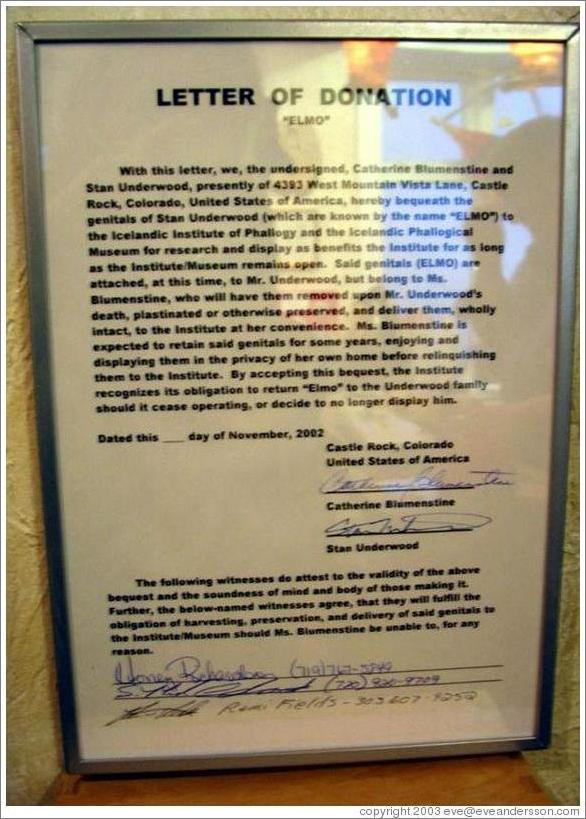 LETTER OF DONATION
"ELMO"
With this letter, we, the undersigned, Catherine Blumenstine and
Stan Underwood, presently of 4393 West Mountain Vista Lane, Castle
Rock, Colorado, United States of America, hereby bequeath the
genitals of Stan Underwood (which are known by the name "ELMO") to
the Icelandic Institute of Phallogy and the Icelandic Phallogical
Museum for research and display as benefits the Institute for as long
as the Institute/Museum remains open. Said genitals (ELMO) are
attached, at this time, to Mr. Underwood, but belong to Ms.
Blumenstine, who will have them removed upon Mr. Underwood's
death, plastinated or otherwise preserved, and deliver them, wholly
intact, to the Institute at her convenience. Ms. Blumenstine is
expected to retain said genitals for some years, enjoying and
displaying them in the privacy of her own home before relinquishing
them to the Institute. By accepting this bequest, the Institute
recognizes its obligation to return "Elmo" to the Underwood family
should it cease operating, or decide to no longer display him.
Dated this ___ day of November, 2002
Castle Rock, Colorado
United States of America
Catherine Blumenstine
Catherine Blumenstine
Stan Underwood
The following witnesses do attest to the validity of the above
bequest and the soundness of mind and body of those making it.
Further, the below-named witnesses agree, that they will fulfill the
obligation of harvesting, preservation, and delivery of said genitals to
the Institute/Museum should Ms. Blumenstine be unable to, for any
reason.
Richardson (719)
(720)
Remi Fields - 303 607-9252
copyright 2003 eve@eveanderssson.com